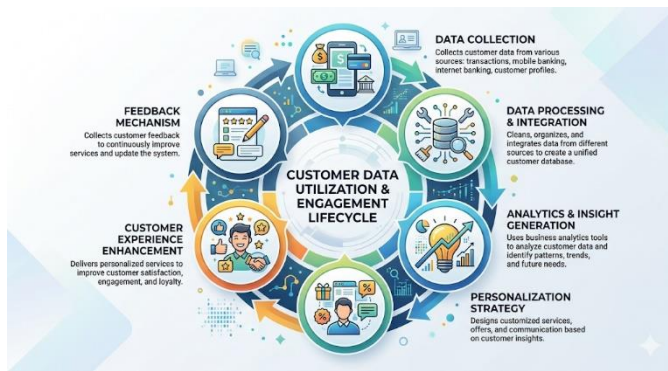 DATA COLLECTION
Collects customer data from various
sources: transactions, mobile banking,
internet banking, customer profiles.
DATA PROCESSING
& INTEGRATION
Cleans, organizes, and
integrates data from different
sources to create a unified
customer database.
ANALYTICS & INSIGHT
GENERATION
Uses business analytics tools
to analyze customer data and
identify patterns, trends,
and future needs.
PERSONALIZATION
STRATEGY
Designs customized services,
offers, and communication based
on customer insights.
CUSTOMER
EXPERIENCE
ENHANCEMENT
Delivers personalized services to
improve customer satisfaction,
engagement, and loyalty.
FEEDBACK
MECHANISM
Collects customer feedback
to continuously improve
services and update the system.
CUSTOMER DATA
UTILIZATION &
ENGAGEMENT
LIFECYCLE